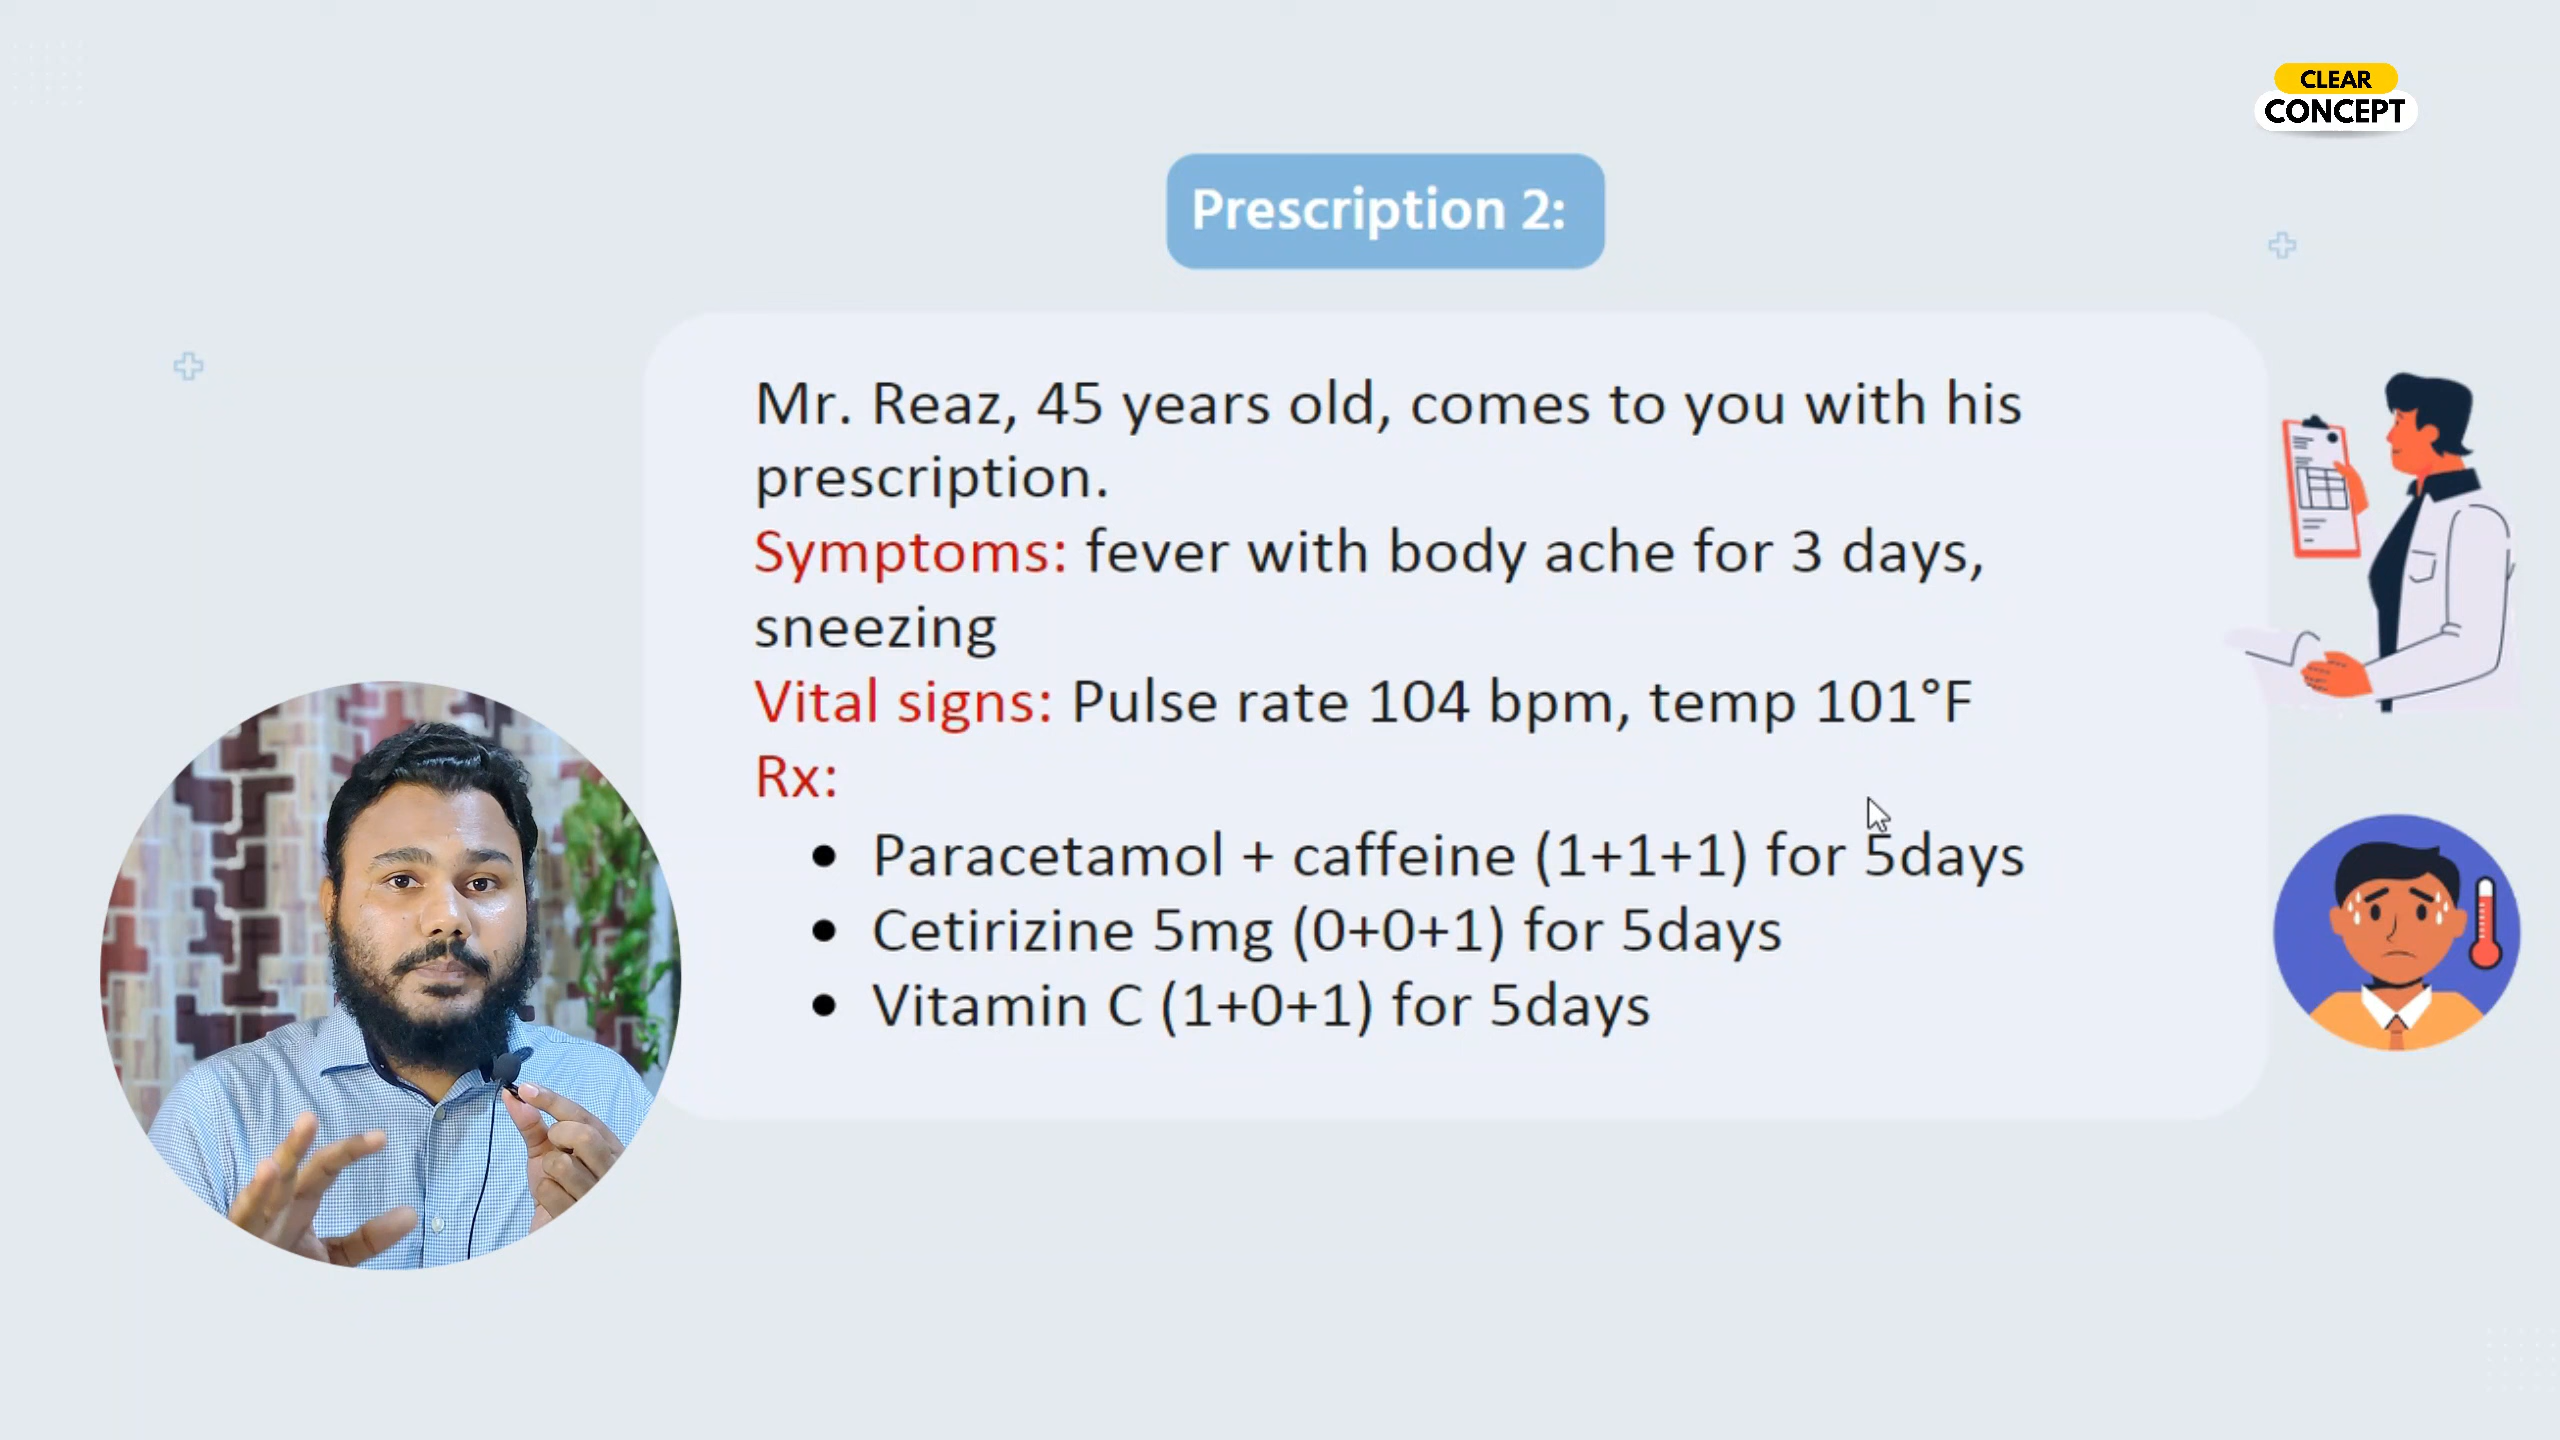 CLEAR
CONCEPT
Prescription 2:
Mr. Reaz, 45 years old, comes to you with his
prescription.
Symptoms: fever with body ache for 3 days,
sneezing
Vital signs: Pulse rate 104 bpm, temp 101°F
Rx:
• Paracetamol + caffeine (1+1+1) for 5days
• Cetirizine 5mg (0+0+1) for 5days
• Vitamin C (1+0+1) for 5days